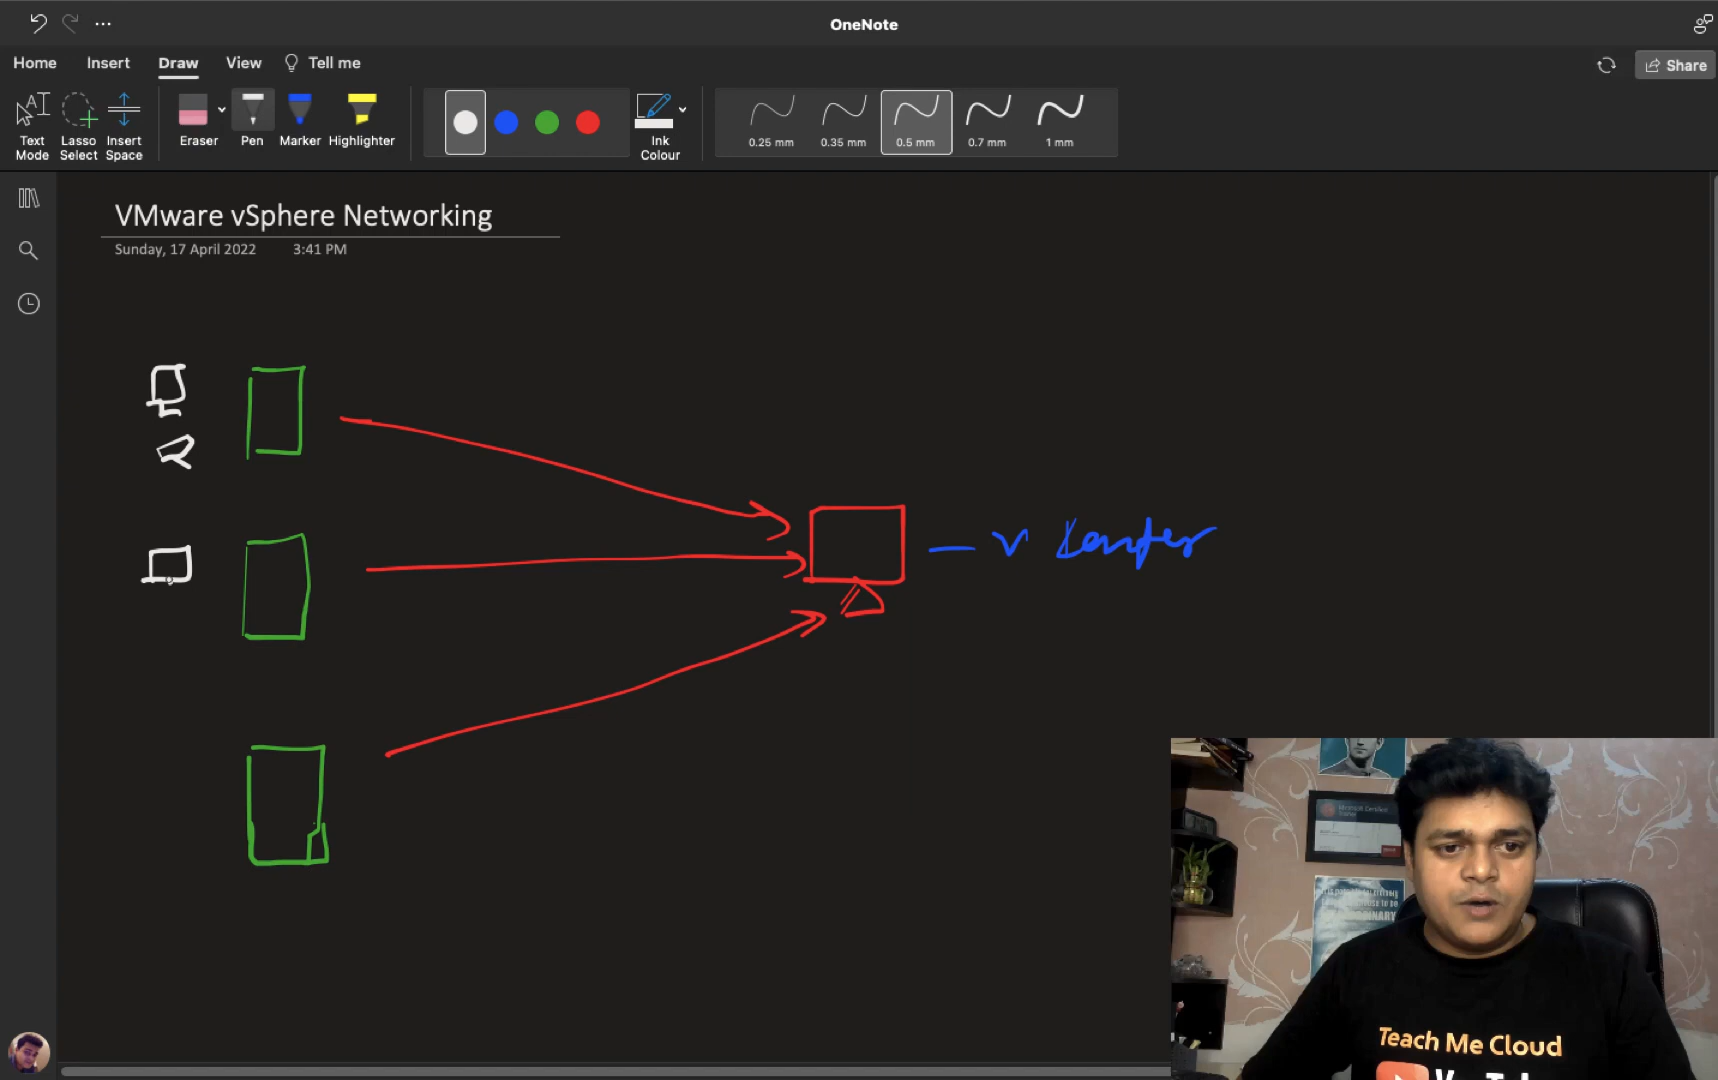 OneNote
Home Insert Draw View Tell me
Share
Text Mode
Lasso Select
Insert Space
Eraser
Pen
Marker
Highlighter
Ink Colour
0.25 mm
0.35 mm
0.5 mm
0.7 mm
1 mm
VMware vSphere Networking
Sunday, 17 April 2022 3:41 PM
Teach Me Cloud